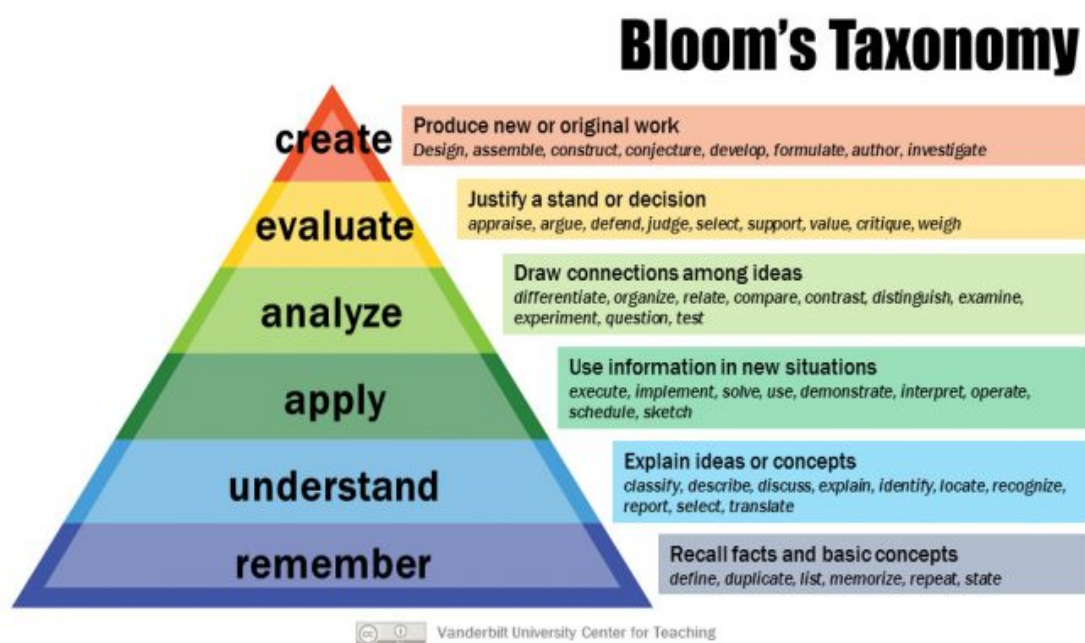 Bloom's Taxonomy
create
Produce new or original work
Design, assemble, construct, conjecture, develop, formulate, author, investigate
evaluate
Justify a stand or decision
appraise, argue, defend, judge, select, support, value, critique, weigh
analyze
Draw connections among ideas
differentiate, organize, relate, compare, contrast, distinguish, examine,
experiment, question, test
apply
Use information in new situations
execute, implement, solve, use, demonstrate, interpret, operate,
schedule, sketch
understand
Explain ideas or concepts
classify, describe, discuss, explain, identify, locate, recognize,
report, select, translate
remember
Recall facts and basic concepts
define, duplicate, list, memorize, repeat, state
cc
Vanderbilt University Center for Teaching